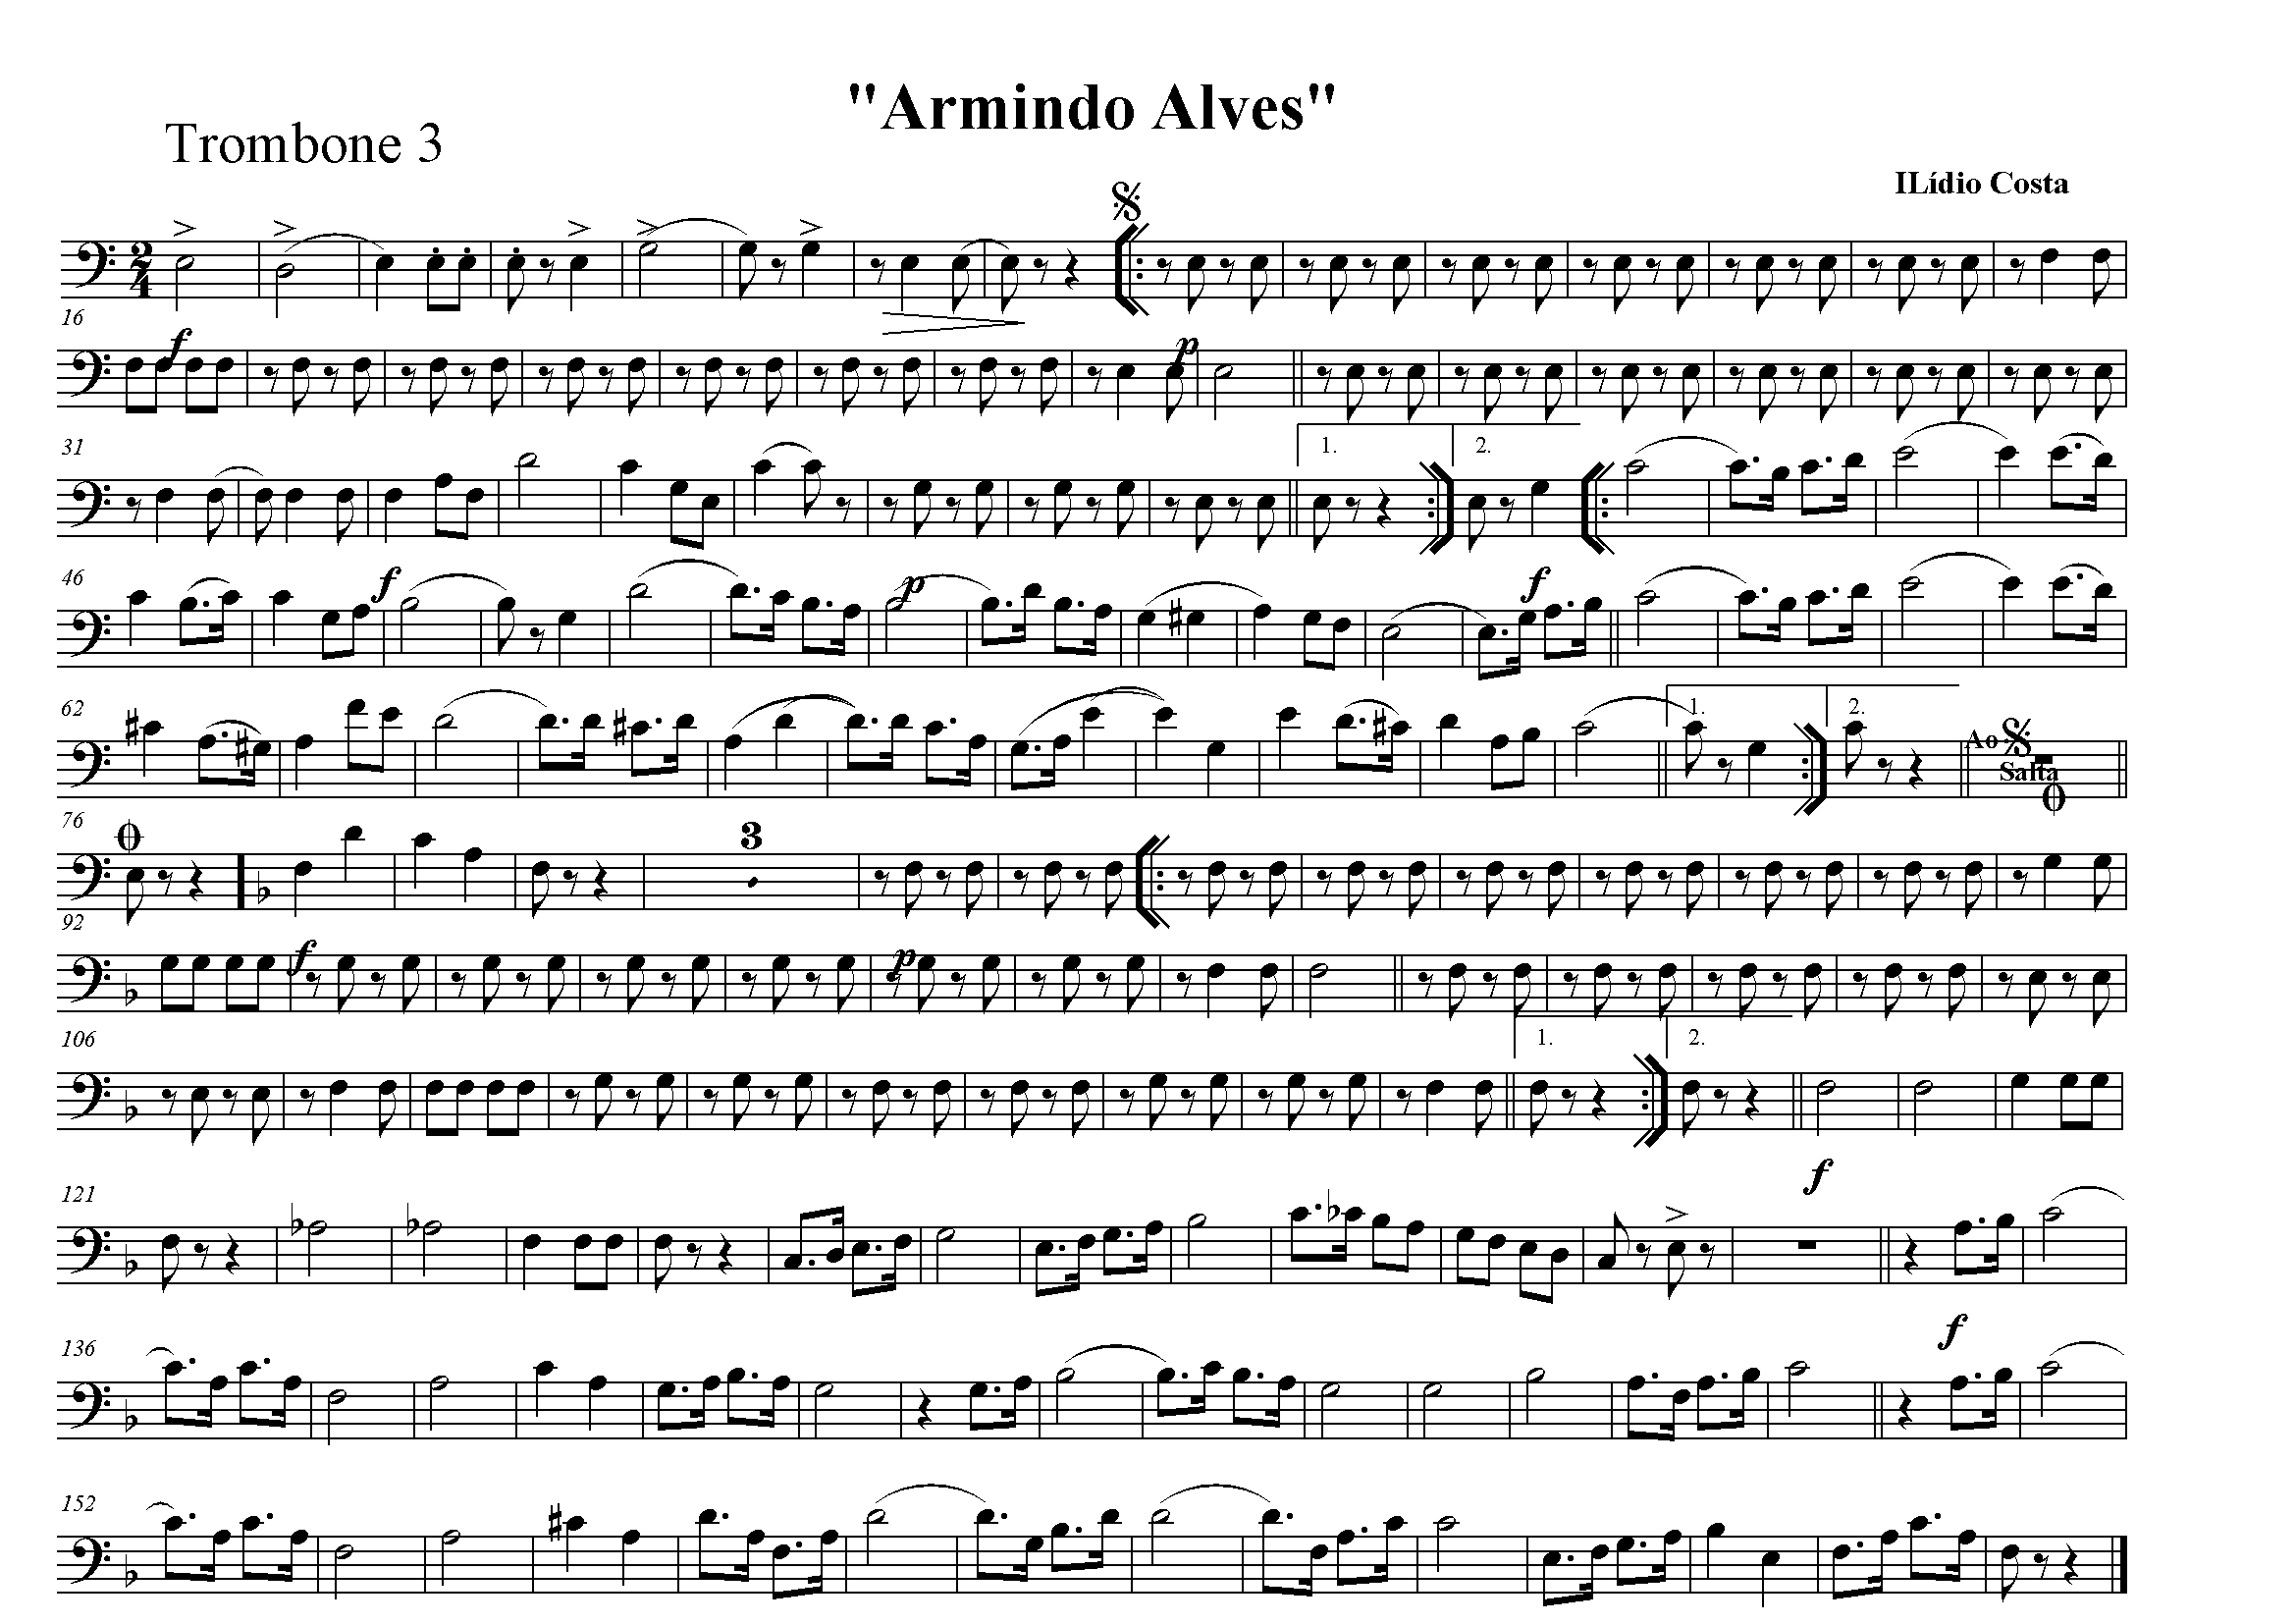 "Armindo Alves"
Trombone 3
ILídio Costa
2
4
16
f
p
31
1.
2.
46
f
p
f
62
1.
2.
Ao
Salta
76
3
92
f
p
106
1.
2.
121
f
136
f
152